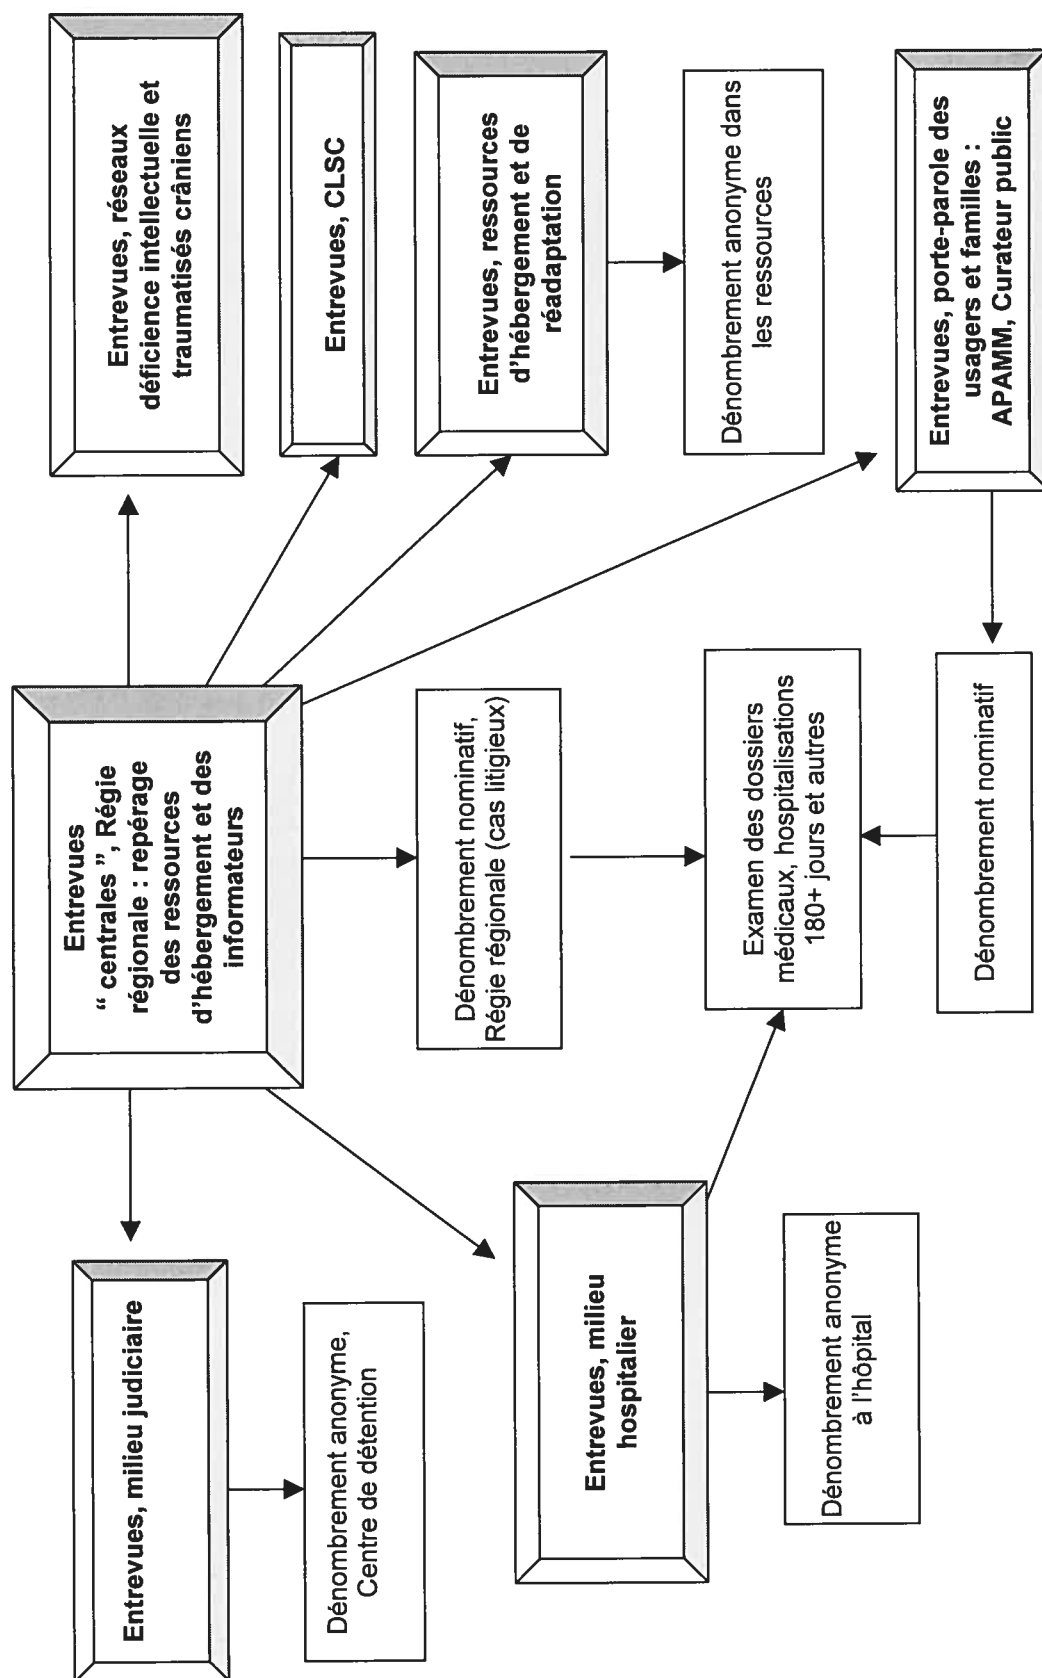 Entrevues
“ centrales ”, Régie
régionale : repérage
des ressources
d’hébergement et des
informateurs
Entrevues, milieu judiciaire
Entrevues, réseaux
déficience intellectuelle et
traumatisés crâniens
Entrevues, CLSC
Dénombrement anonyme,
Centre de détention
Dénombrement nominatif,
Régie régionale (cas litigieux)
Entrevues, ressources
d’hébergement et de
réadaptation
Entrevues, milieu
hospitalier
Examen des dossiers
médicaux, hospitalisations
180+ jours et autres
Dénombrement anonyme dans
les ressources
Dénombrement anonyme
à l’hôpital
Dénombrement nominatif
Entrevues, porte-parole des
usagers et familles :
APAMM, Curateur public